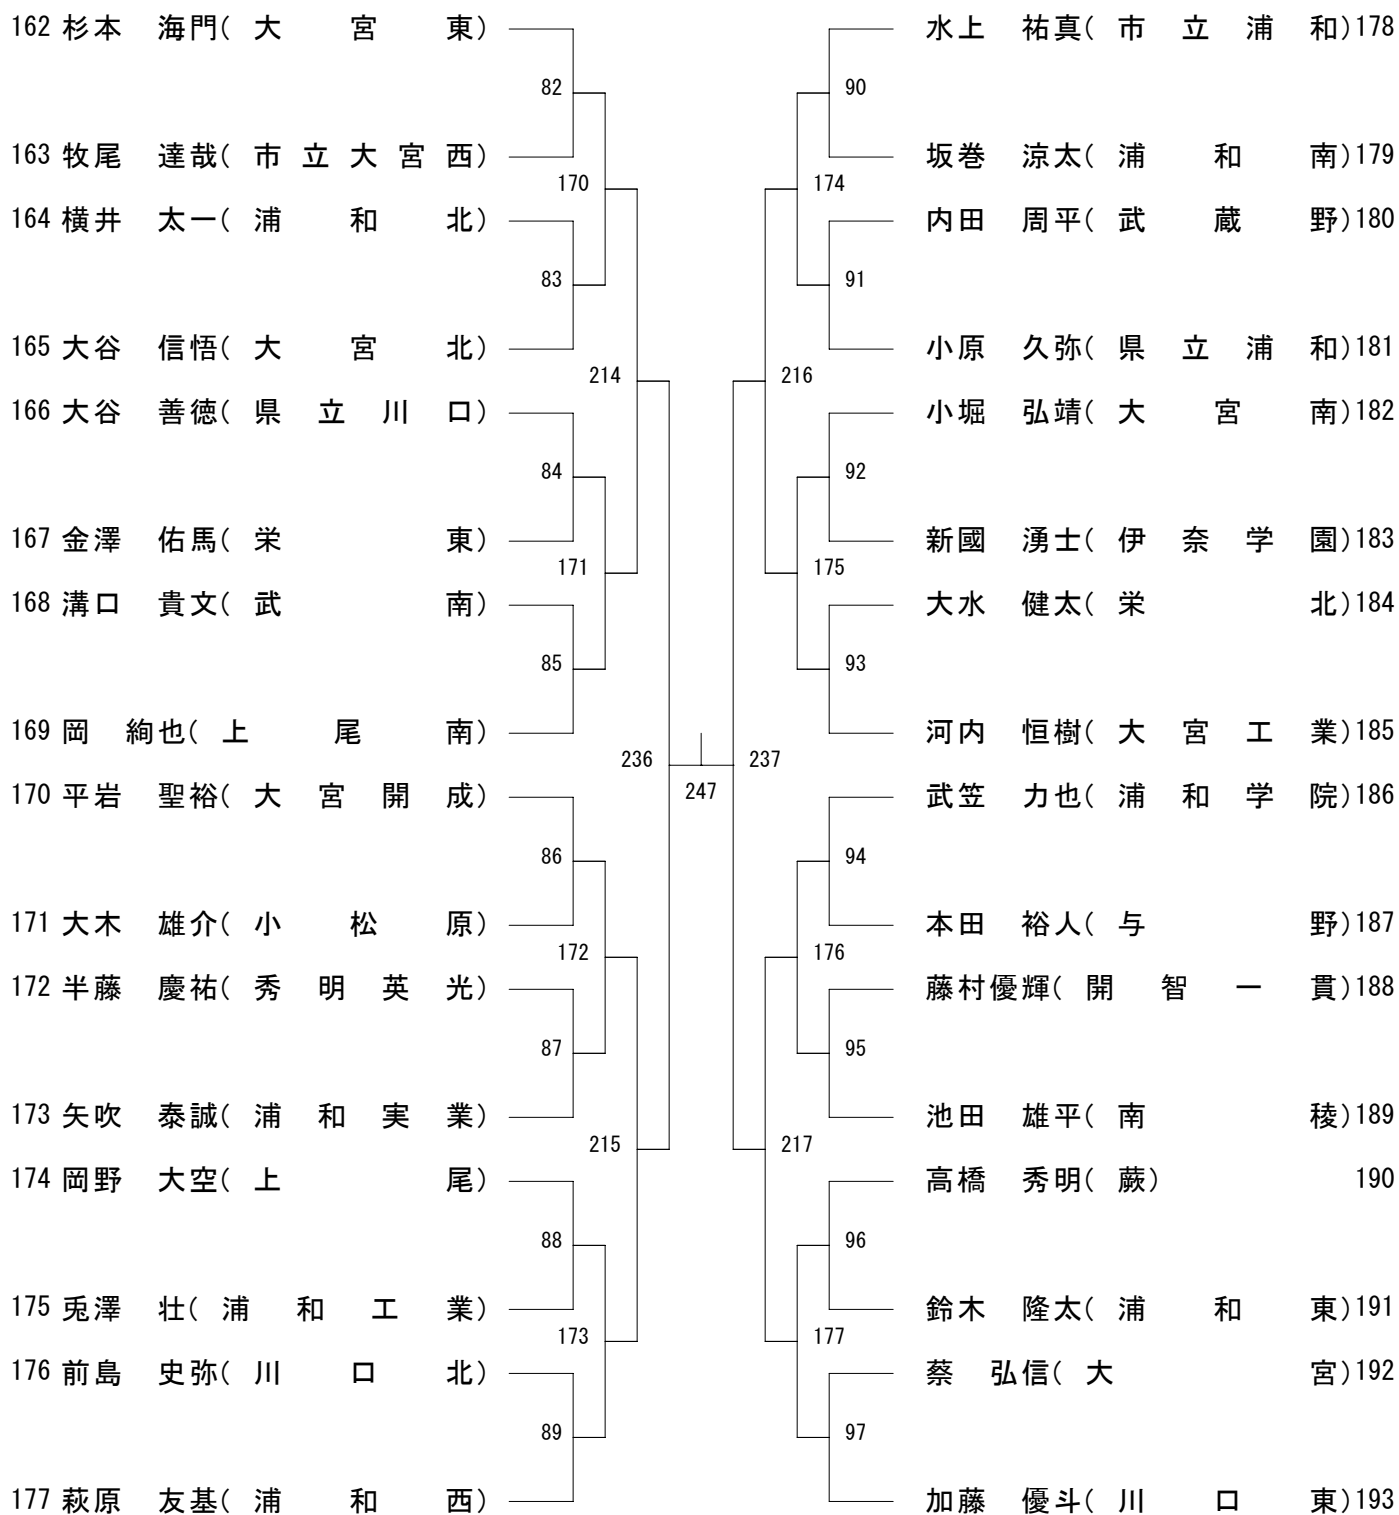 162 杉本 海門( 大 宮 東)
82
163 牧尾 達哉( 市 立 大 宮 西)
170
164 横井 太一( 浦 和 北)
83
165 大谷 信悟( 大 宮 北)
214
166 大谷 善徳( 県 立 川 口)
84
167 金澤 佑馬( 栄 東)
171
168 溝口 貴文( 武 南)
85
169 岡 絢也( 上 尾 南)
236
170 平岩 聖裕( 大 宮 開 成)
86
171 大木 雄介( 小 松 原)
172
172 半藤 慶祐( 秀 明 英 光)
87
173 矢吹 泰誠( 浦 和 実 業)
215
174 岡野 大空( 上 尾)
88
175 兎澤 壮( 浦 和 工 業)
173
176 前島 史弥( 川 口 北)
89
177 萩原 友基( 浦 和 西)
247
水上 祐真( 市 立 浦 和)178
90
坂巻 涼太( 浦 和 南)179
174
内田 周平( 武 蔵 野)180
91
小原 久弥( 県 立 浦 和)181
216
小堀 弘靖( 大 宮 南)182
92
新國 湧士( 伊 奈 学 園)183
175
大水 健太( 栄 北)184
93
河内 恒樹( 大 宮 工 業)185
237
武笠 力也( 浦 和 学 院)186
94
本田 裕人( 与 野)187
176
藤村優輝( 開 智 一 貫)188
95
池田 雄平( 南 稜)189
217
高橋 秀明( 蕨) 190
96
鈴木 隆太( 浦 和 東)191
177
蔡 弘信( 大 宮)192
97
加藤 優斗( 川 口 東)193